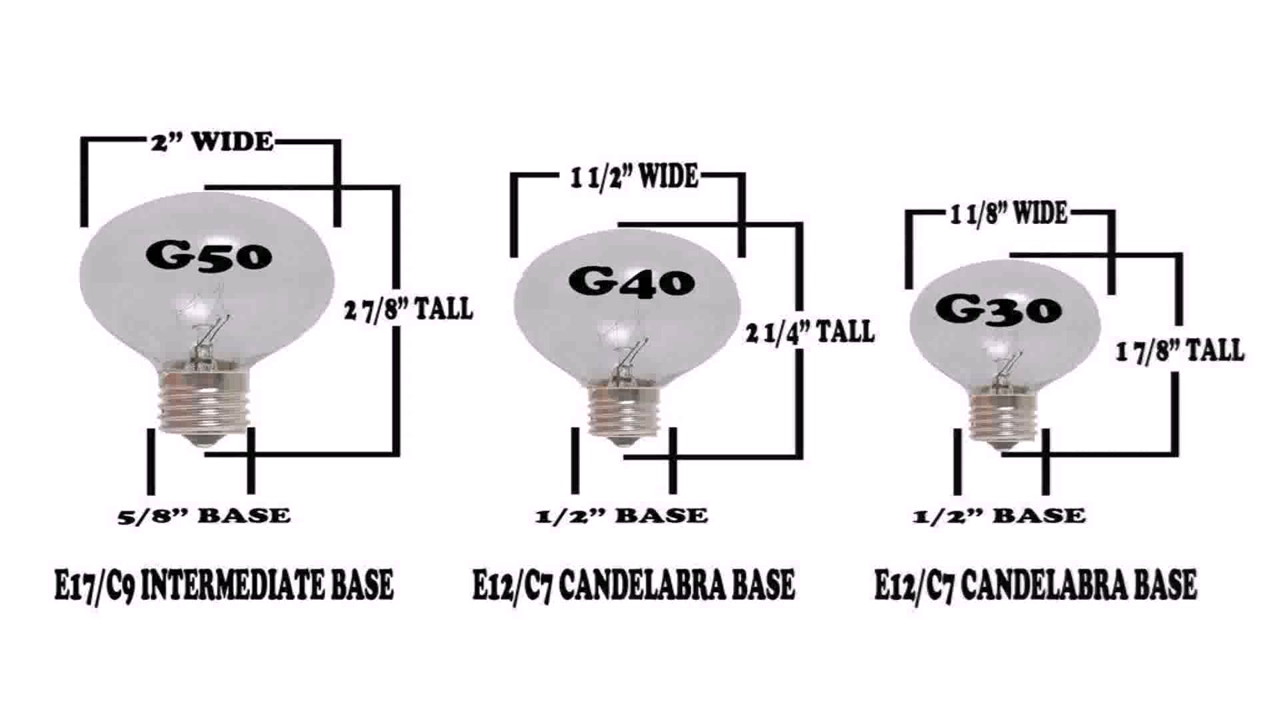 2” WIDE
G50
2 7/8” TALL
5/8” BASE
E17/C9 INTERMEDIATE BASE
1 1/2” WIDE
G40
2 1/4” TALL
1/2” BASE
E12/C7 CANDELABRA BASE
1 1/8” WIDE
G30
1 7/8” TALL
1/2” BASE
E12/C7 CANDELABRA BASE